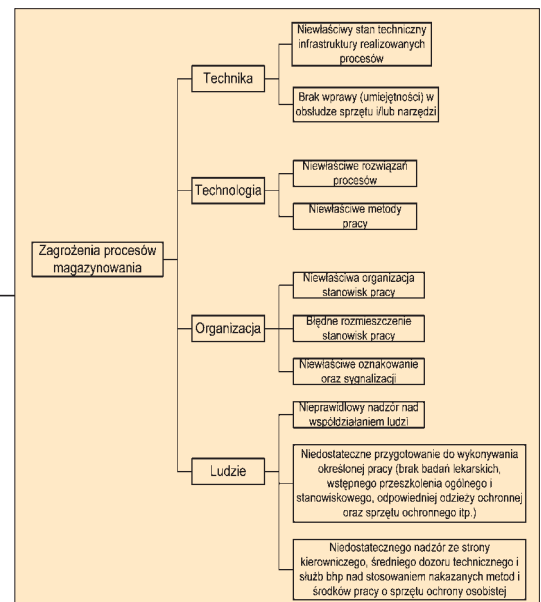 Niewłaściwy stan techniczny
infrastruktury realizowanych
procesów
Technika
Brak wprawy (umiejętności) w
obsłudze sprzętu i/lub narzędzi
Niewłaściwe rozwiązań
procesów
Technologia
Niewłaściwe metody
pracy
Zagrożenia procesów
magazynowania
Niewłaściwa organizacja
stanowisk pracy
Organizacja
Błędne rozmieszczenie
stanowisk pracy
Niewłaściwe oznakowanie
oraz sygnalizacji
Nieprawidłowy nadzór nad
współdziałaniem ludzi
Ludzie
Niedostateczne przygotowanie do wykonywania
określonej pracy (brak badań lekarskich,
wstępnego przeszkolenia ogólnego i
stanowiskowego, odpowiedniej odzieży ochronnej
oraz sprzętu ochronnego itp.)
Niedostatecznego nadzór ze strony
kierowniczego, średniego dozoru technicznego i
służb bhp nad stosowaniem nakazanych metod i
środków pracy o sprzętu ochrony osobistej